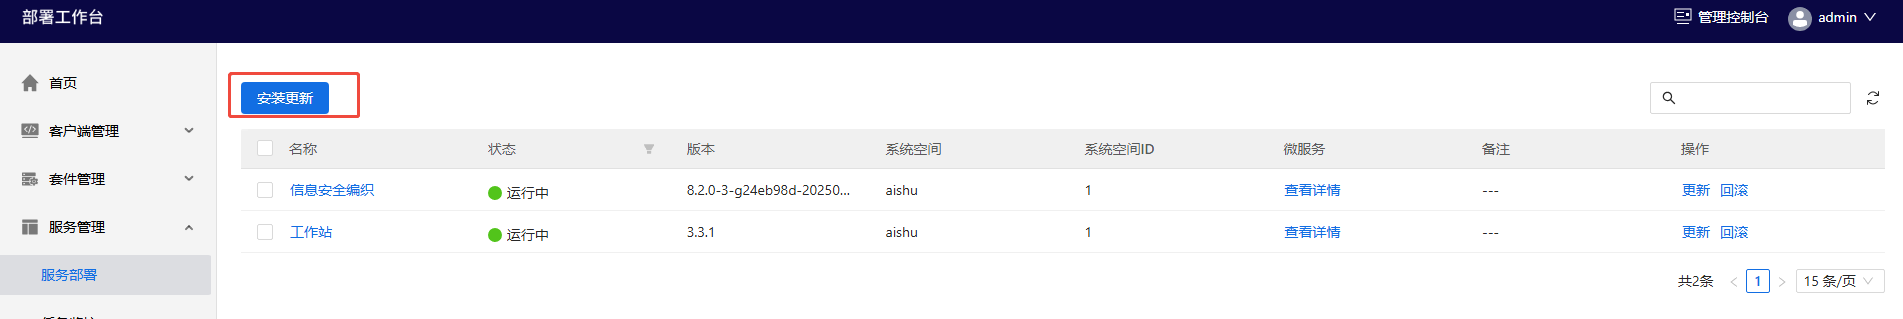 部署工作台
管理控制台 admin
首页
客户端管理
套件管理
服务管理
服务部署
安装更新
名称 状态 版本 系统空间 系统空间ID 微服务 备注 操作
信息安全编织 运行中 8.2.0-3-g24eb98d-20250... aishu 1 查看详情 --- 更新 回滚
工作站 运行中 3.3.1 aishu 1 查看详情 --- 更新 回滚
共2条 1 15 条/页